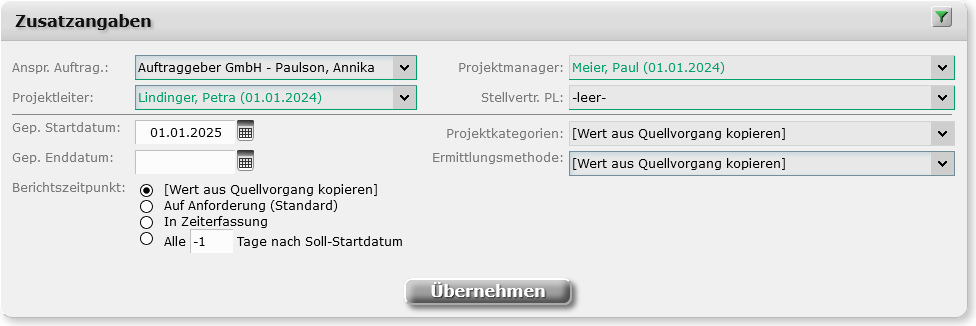 Zusatzangaben
Anspr. Auftrag.: Auftraggeber GmbH - Paulson, Annika Projektmanager: Meier, Paul (01.01.2024)
Projektleiter: Lindinger, Petra (01.01.2024) Stellvertr. PL: -leer-
Gep. Startdatum: 01.01.2025 Projektkategorien: [Wert aus Quellvorgang kopieren]
Gep. Enddatum: Ermittlungsmethode: [Wert aus Quellvorgang kopieren]
Berichtszeitpunkt: [Wert aus Quellvorgang kopieren]
Auf Anforderung (Standard)
In Zeiterfassung
Alle -1 Tage nach Soll-Startdatum
Übernehmen